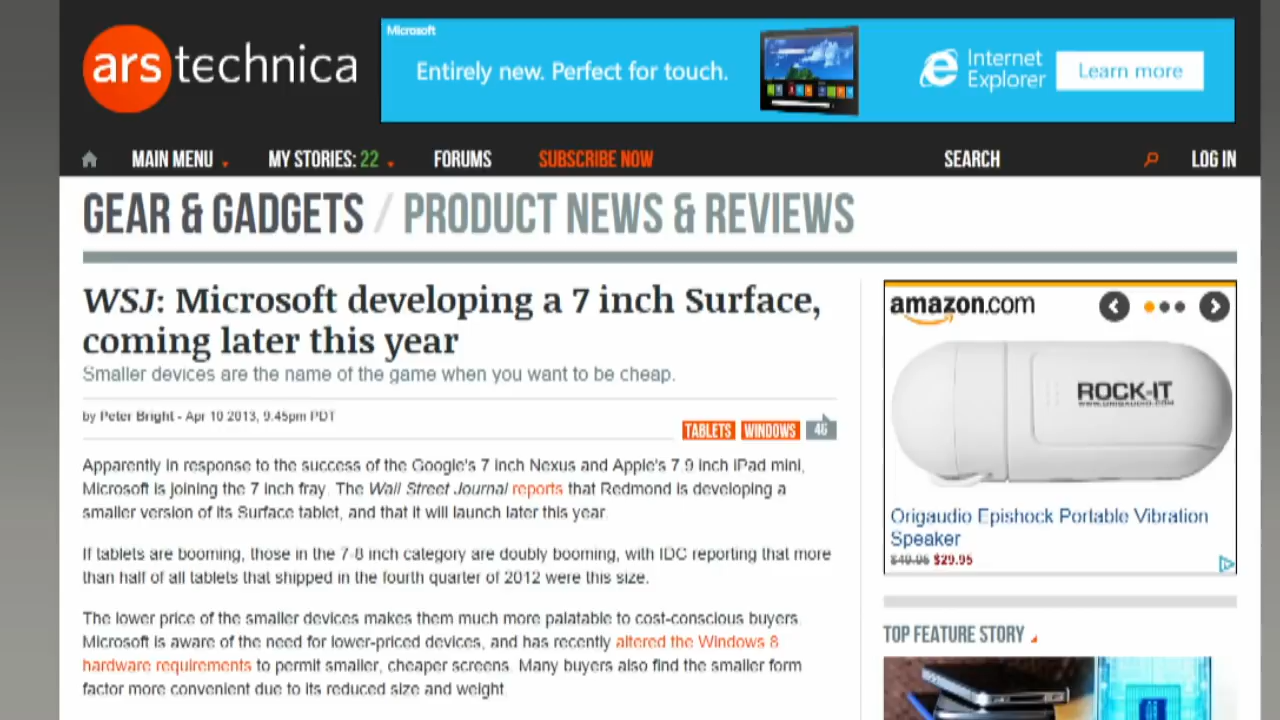 ars technica
Microsoft
Entirely new. Perfect for touch.
Internet
Explorer
Learn more
MAIN MENU MY STORIES: 22 FORUMS SUBSCRIBE NOW SEARCH LOG IN
GEAR & GADGETS / PRODUCT NEWS & REVIEWS
WSJ: Microsoft developing a 7 inch Surface,
coming later this year
Smaller devices are the name of the game when you want to be cheap.
by Peter Bright - Apr 10 2013, 9:45pm PDT
TABLETS WINDOWS 46
Apparently in response to the success of the Google's 7 inch Nexus and Apple's 7.9 inch iPad mini,
Microsoft is joining the 7 inch fray. The Wall Street Journal reports that Redmond is developing a
smaller version of its Surface tablet, and that it will launch later this year.
If tablets are booming, those in the 7-8 inch category are doubly booming, with IDC reporting that more
than half of all tablets that shipped in the fourth quarter of 2012 were this size.
The lower price of the smaller devices makes them much more palatable to cost-conscious buyers.
Microsoft is aware of the need for lower-priced devices, and has recently altered the Windows 8
hardware requirements to permit smaller, cheaper screens. Many buyers also find the smaller form
factor more convenient due to its reduced size and weight.
amazon.com
ROCK-IT
WWW.ORIGAUDIO.COM
Origaudio Epishock Portable Vibration
Speaker
$49.95 $29.95
TOP FEATURE STORY